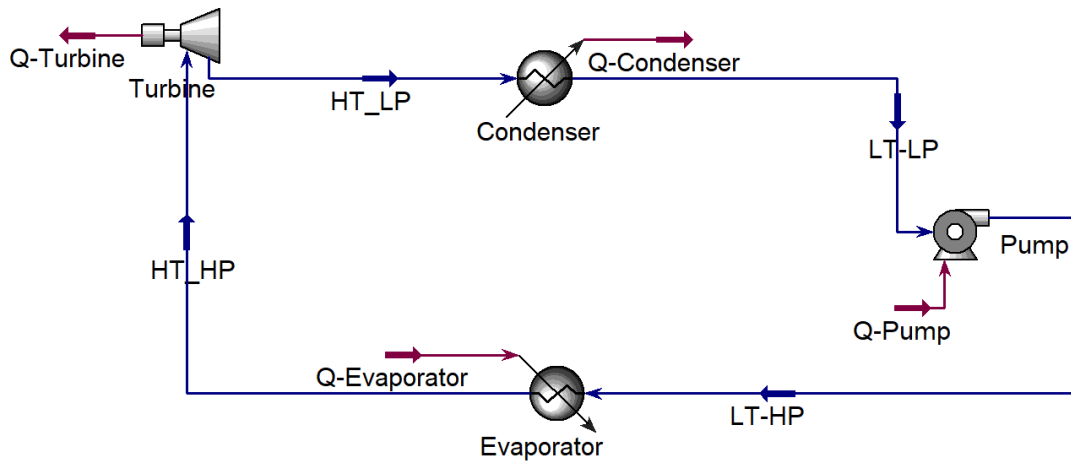 Q-Turbine
Turbine
HT_LP
Q-Condenser
Condenser
LT-LP
Pump
HT_HP
Q-Pump
Q-Evaporator
LT-HP
Evaporator